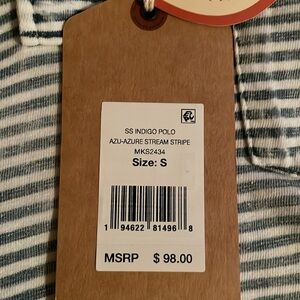 SS INDIGO POLO
AZU-AZURE STREAM STRIPE
MKS2434
Size: S
1 94622 81496 8
MSRP $ 98.00